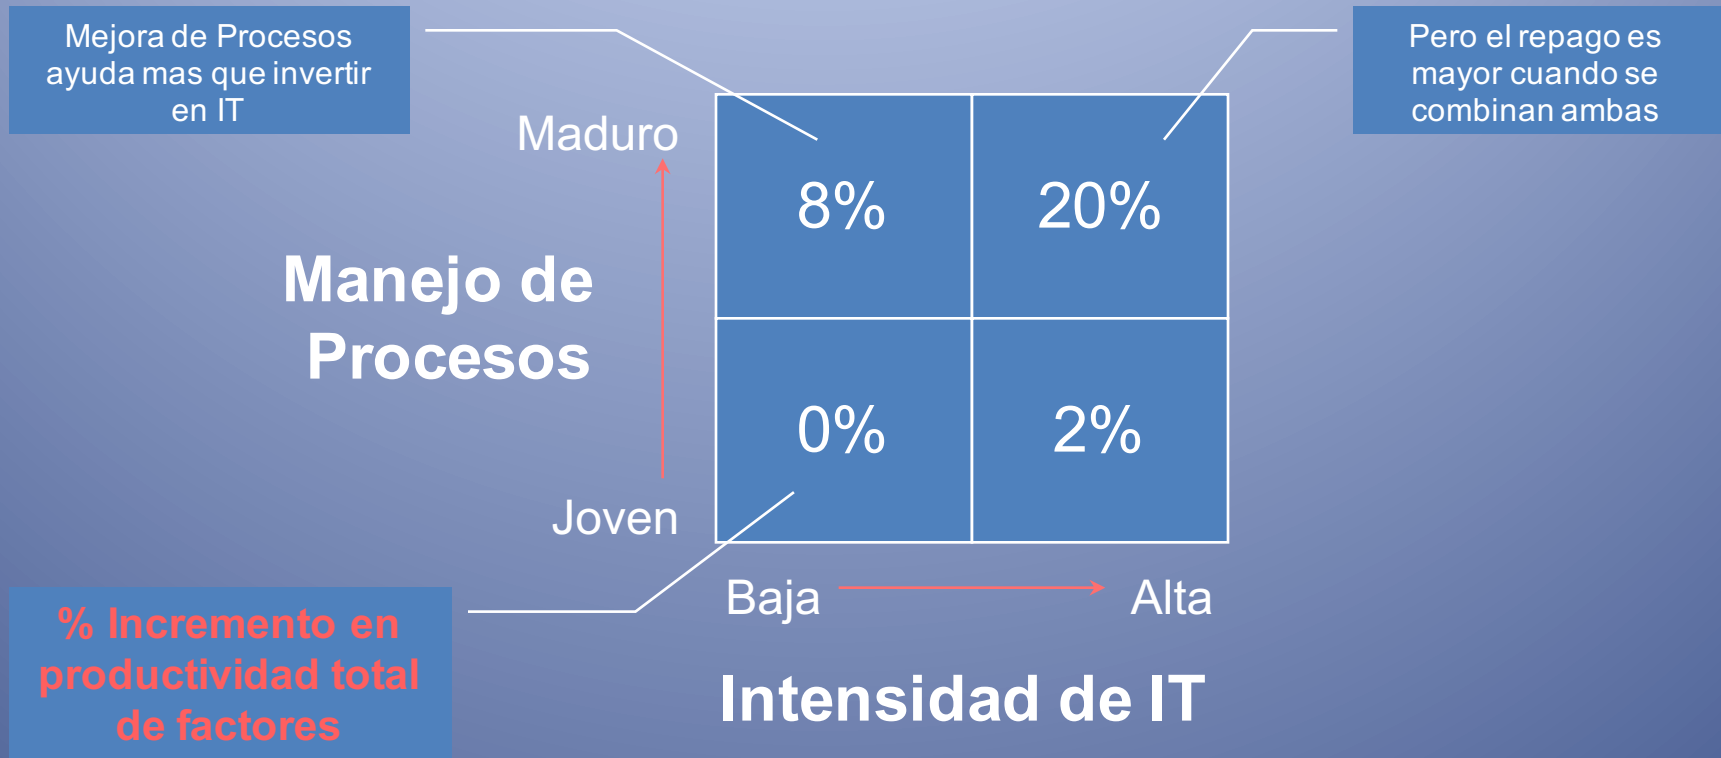 Mejora de Procesos
ayuda mas que invertir
en IT
Pero el repago es
mayor cuando se
combinan ambas
Maduro
8%
20%
Manejo de
Procesos
0%
2%
Joven
Baja
Alta
% Incremento en
productividad total
de factores
Intensidad de IT